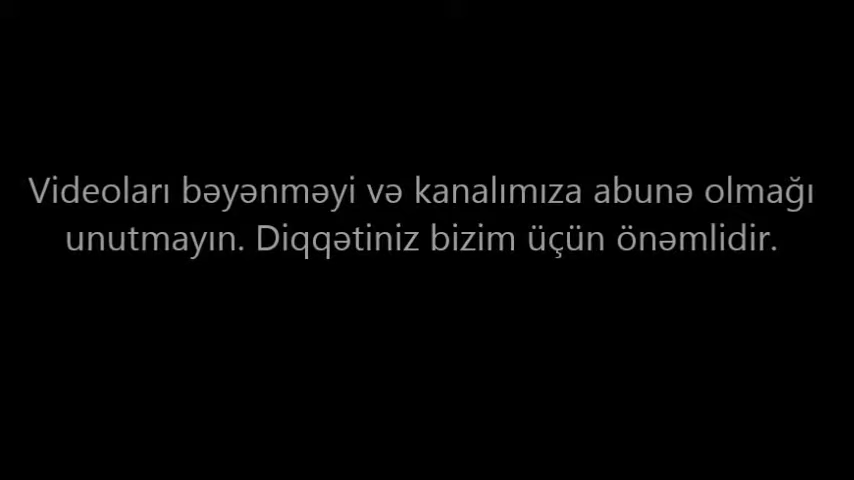 Videoları bəyənməyi və kanalımıza abunə olmağı
unutmayın. Diqqətiniz bizim üçün önəmlidir.